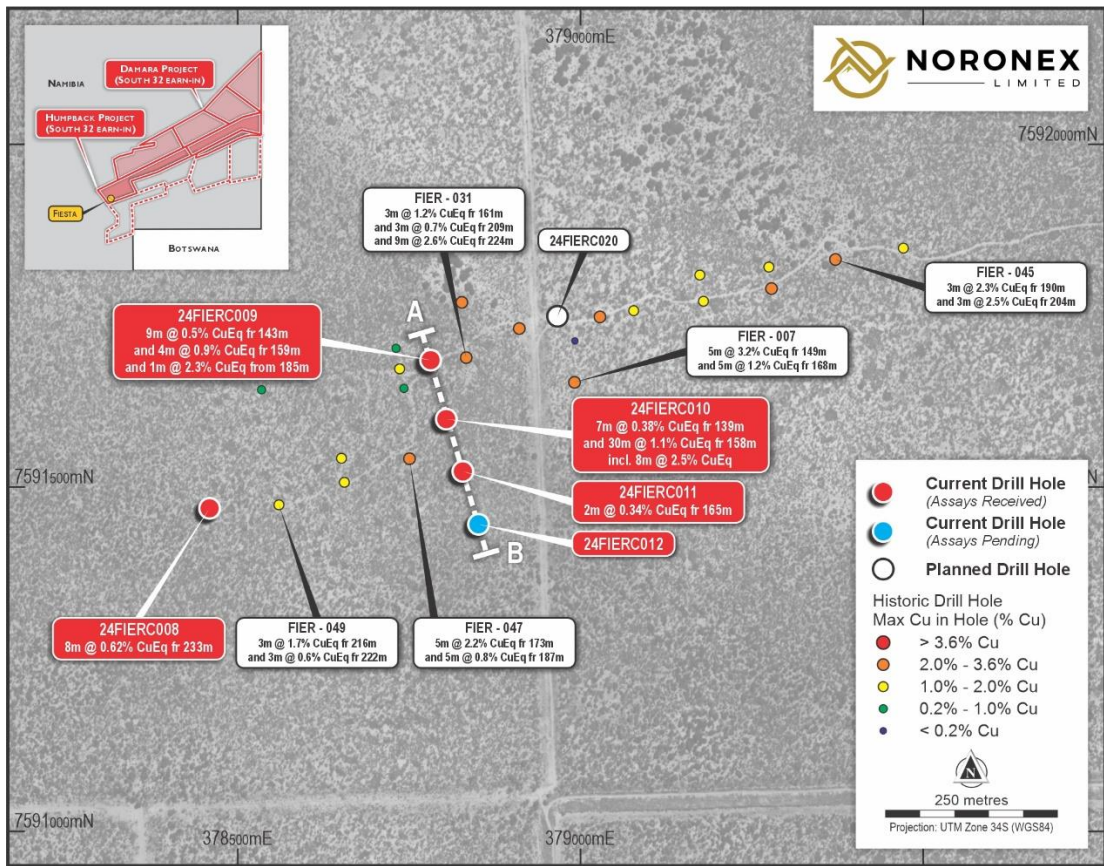 379000mE
NORONEX
LIMITED
7592000mN
NAMIBIA
DAMARA PROJECT
(SOUTH 32 EARN-IN)
HUMPBACK PROJECT
(SOUTH 32 EARN-IN)
FIESTA
BOTSWANA
FIER - 031
3m @ 1.2% CuEq fr 161m
and 3m @ 0.7% CuEq fr 209m
and 9m @ 2.6% CuEq fr 224m
24FIERC020
FIER - 045
3m @ 2.3% CuEq fr 190m
and 3m @ 2.5% CuEq fr 204m
24FIERC009
9m @ 0.5% CuEq fr 143m
and 4m @ 0.9% CuEq fr 159m
and 1m @ 2.3% CuEq from 185m
A
FIER - 007
5m @ 3.2% CuEq fr 149m
and 5m @ 1.2% CuEq fr 168m
24FIERC010
7m @ 0.38% CuEq fr 139m
and 30m @ 1.1% CuEq fr 158m
incl. 8m @ 2.5% CuEq
7591500mN
24FIERC011
2m @ 0.34% CuEq fr 165m
24FIERC012
B
24FIERC008
8m @ 0.62% CuEq fr 233m
FIER - 049
3m @ 1.7% CuEq fr 216m
and 3m @ 0.6% CuEq fr 222m
FIER - 047
5m @ 2.2% CuEq fr 173m
and 5m @ 0.8% CuEq fr 187m
Current Drill Hole
(Assays Received)
Current Drill Hole
(Assays Pending)
Planned Drill Hole
Historic Drill Hole
Max Cu in Hole (% Cu)
> 3.6% Cu
2.0% - 3.6% Cu
1.0% - 2.0% Cu
0.2% - 1.0% Cu
< 0.2% Cu
N
250 metres
Projection: UTM Zone 34S (WGS84)
7591000mN
378500mE
379000mE